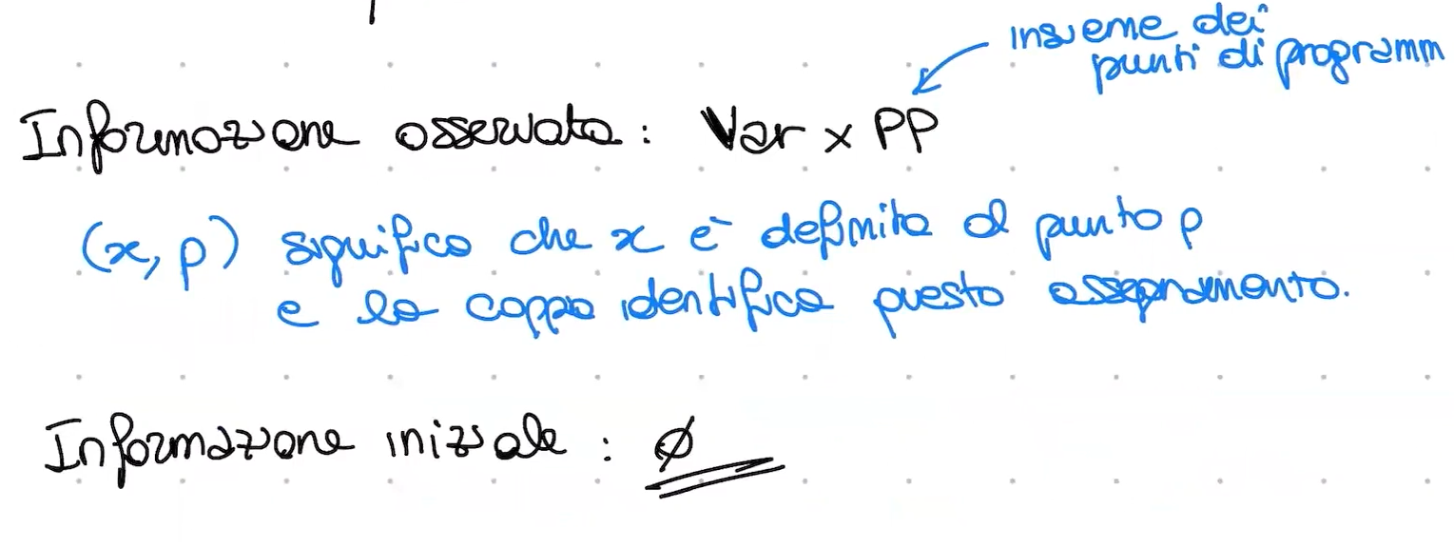 insieme dei
punti di programm
Informazione osservata : Var x PP
(x, p) significa che x è definita al punto p
e la coppia identifica questo assegnamento.
Informazione iniziale : ∅